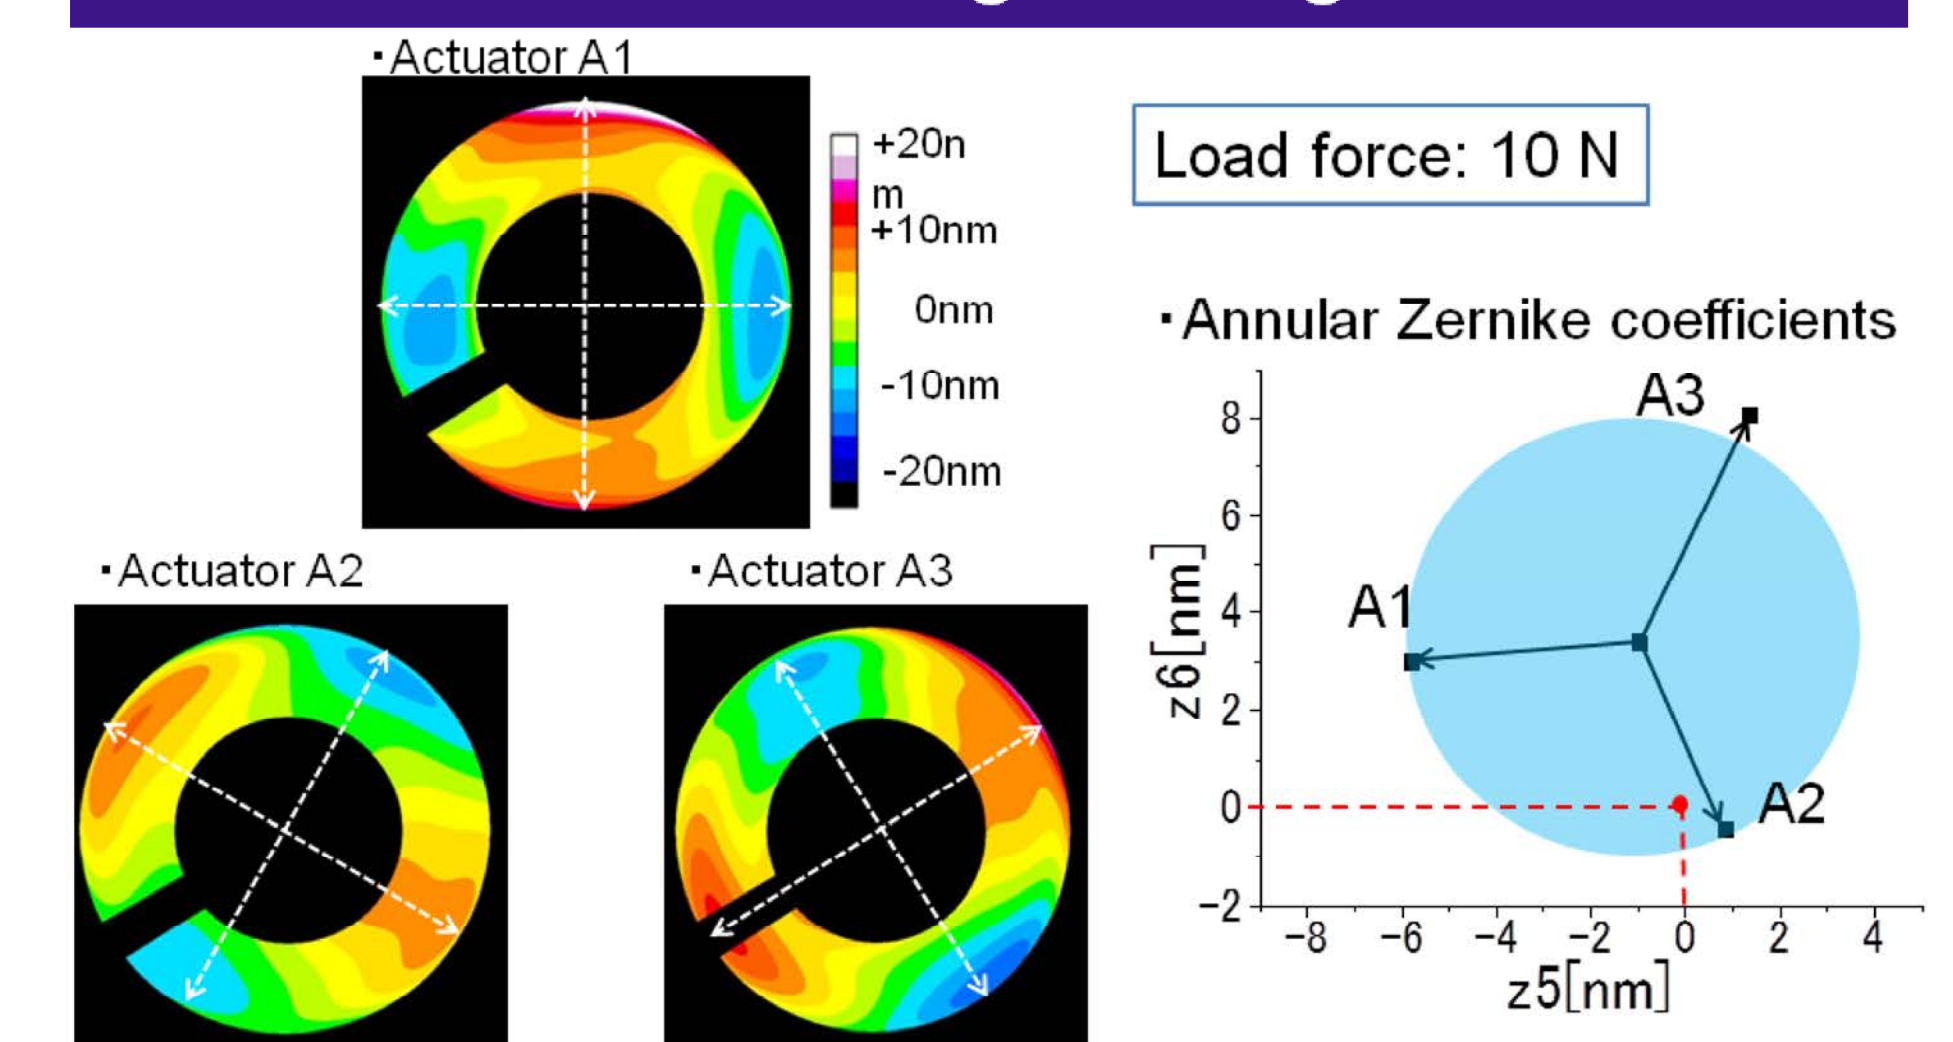 ・Actuator A1
+20n
m
+10nm
0nm
-10nm
-20nm
Load force: 10 N
・Actuator A2
・Actuator A3
・Annular Zernike coefficients
A3
A1
A2
8
6
4
2
0
−2
z6[nm]
−8 −6 −4 −2 0 2 4
z5[nm]